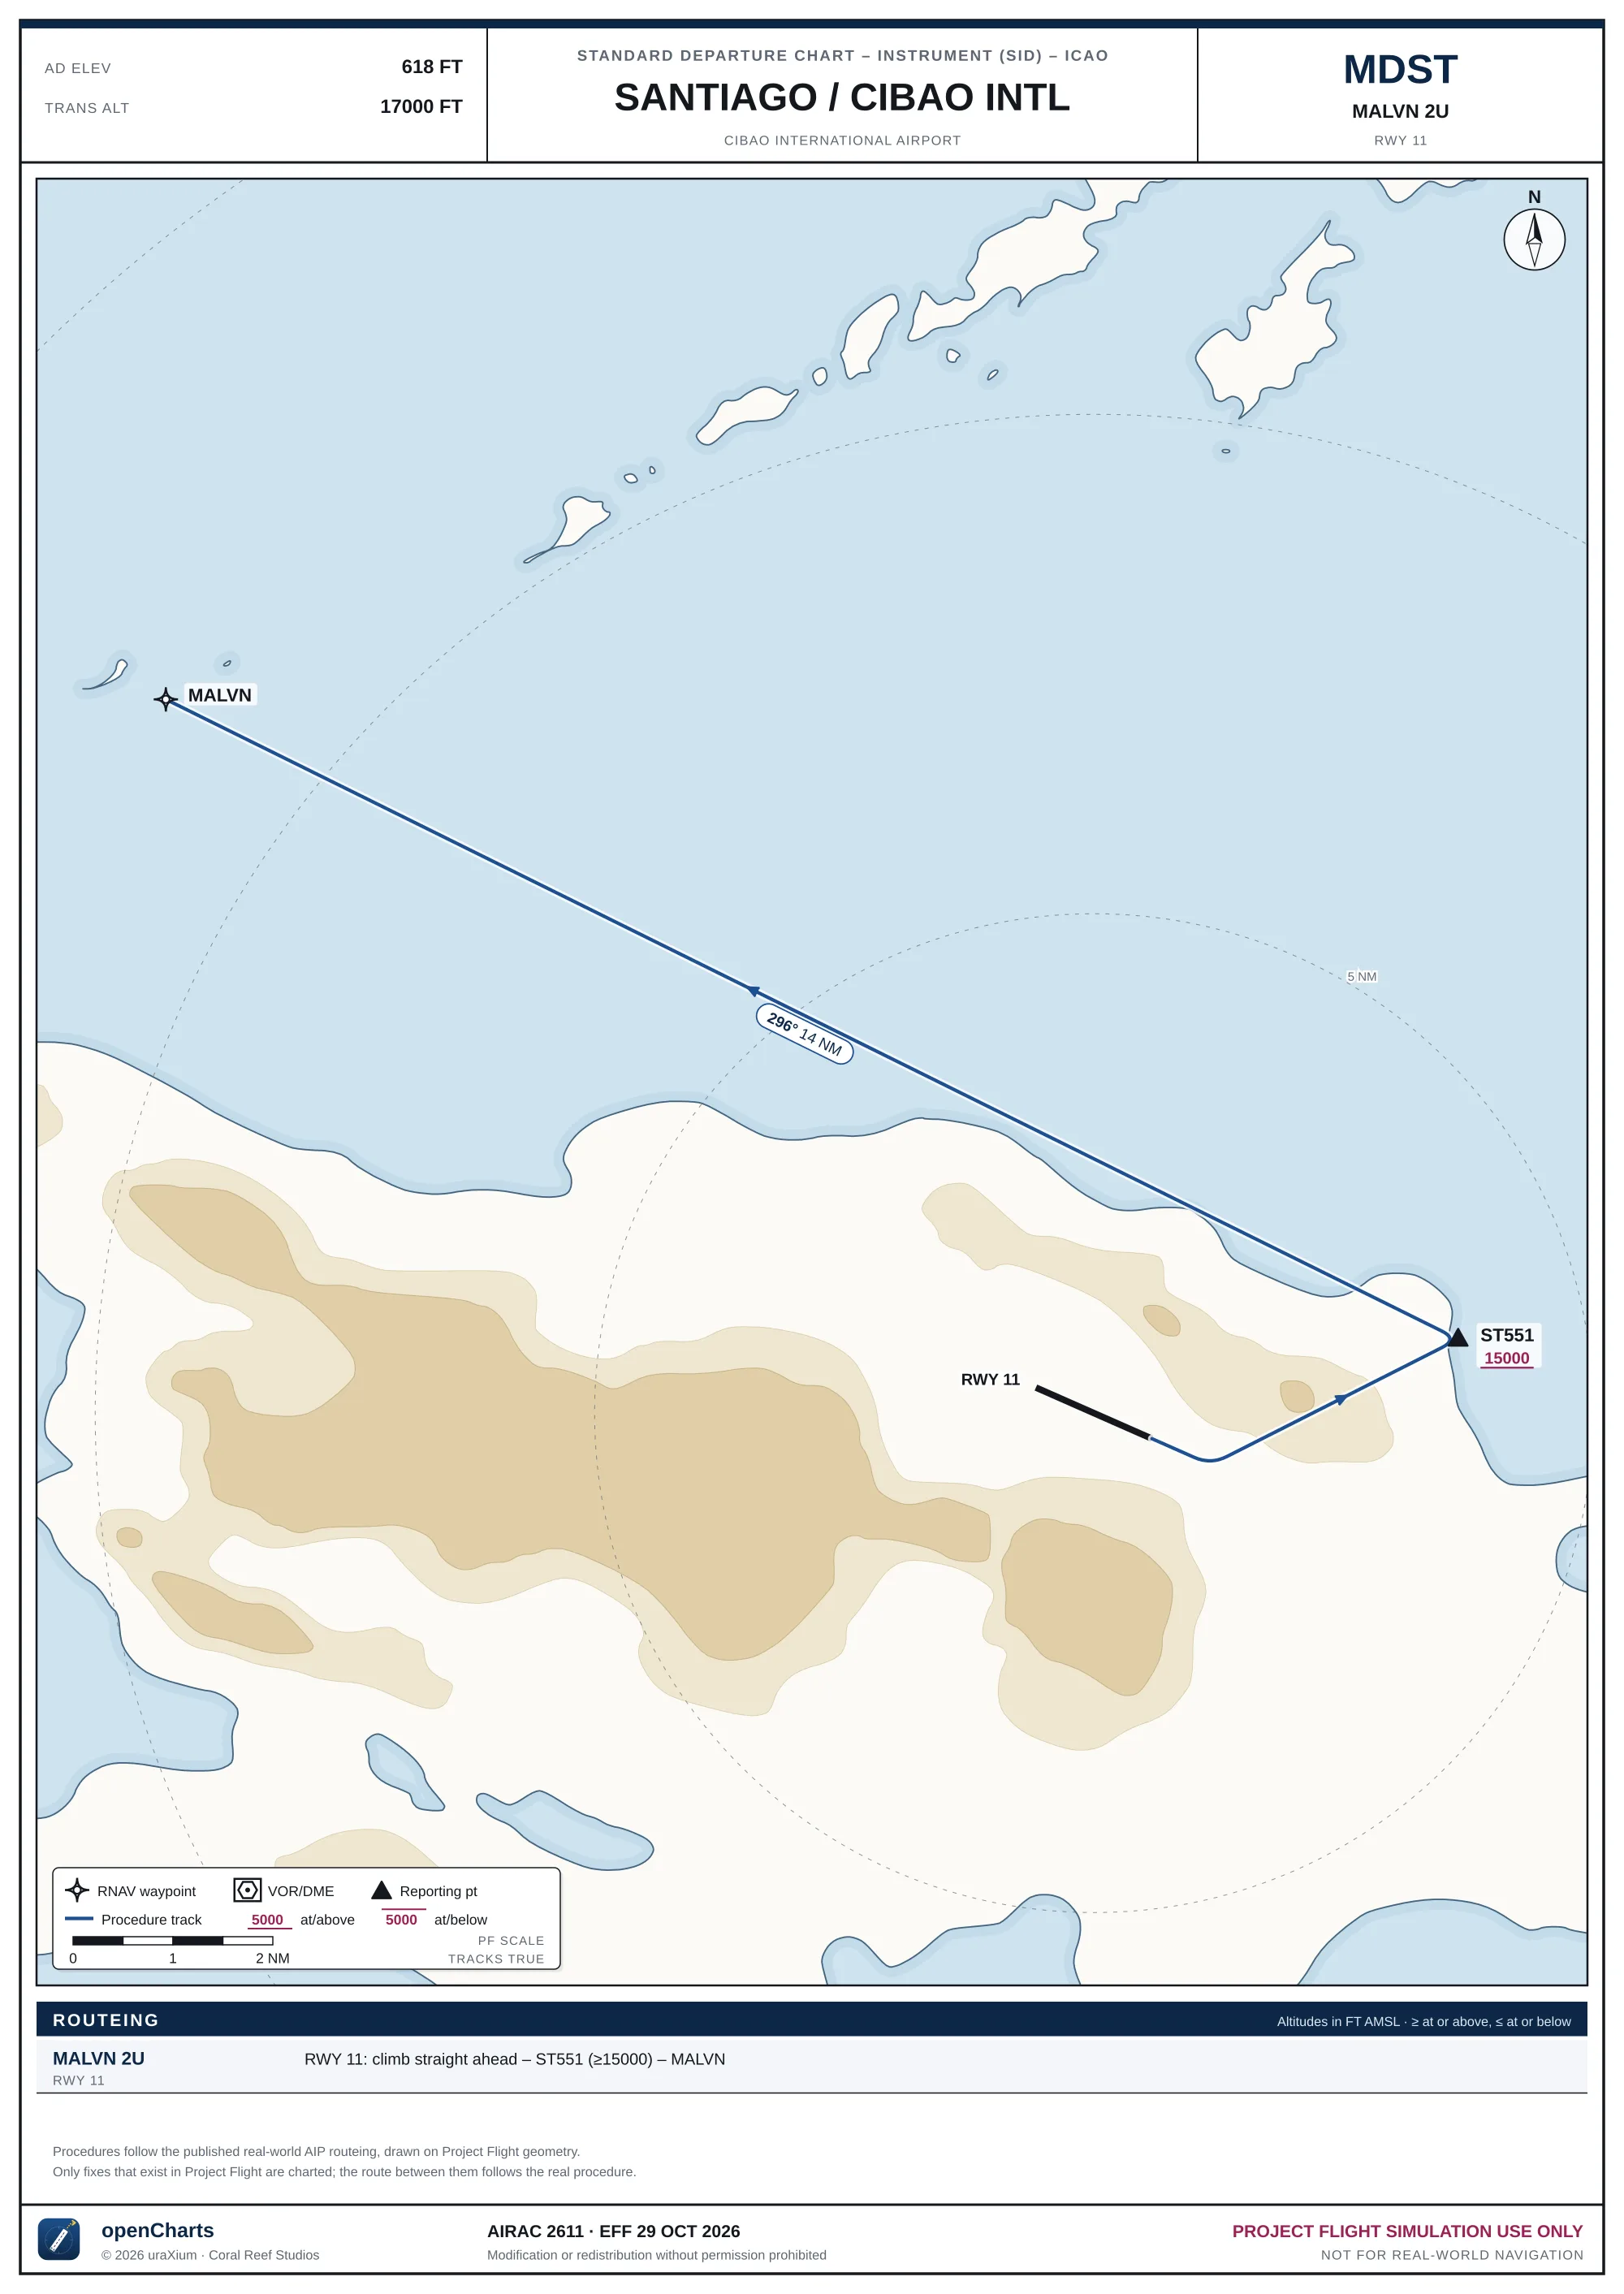 AD ELEV 618 FT
TRANS ALT 17000 FT
STANDARD DEPARTURE CHART – INSTRUMENT (SID) – ICAO
SANTIAGO / CIBAO INTL
CIBAO INTERNATIONAL AIRPORT
MDST
MALVN 2U
RWY 11
N
MALVN
5 NM
296° 14 NM
ST551
15000
RWY 11
RNAV waypoint
VOR/DME
Reporting pt
Procedure track
5000 at/above
5000 at/below
PF SCALE
0 1 2 NM
TRACKS TRUE
ROUTEING
Altitudes in FT AMSL · ≥ at or above, ≤ at or below
MALVN 2U
RWY 11: climb straight ahead – ST551 (≥15000) – MALVN
RWY 11
Procedures follow the published real-world AIP routeing, drawn on Project Flight geometry.
Only fixes that exist in Project Flight are charted; the route between them follows the real procedure.
openCharts
© 2026 uraXium · Coral Reef Studios
AIRAC 2611 · EFF 29 OCT 2026
Modification or redistribution without permission prohibited
PROJECT FLIGHT SIMULATION USE ONLY
NOT FOR REAL-WORLD NAVIGATION